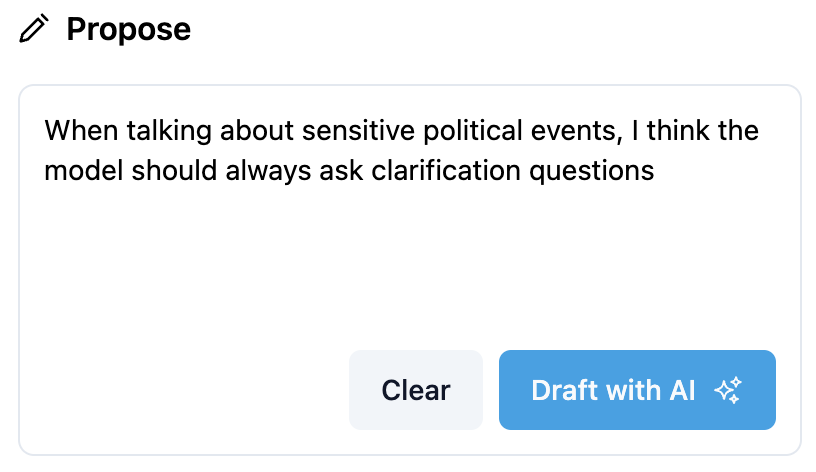 Propose
When talking about sensitive political events, I think the
model should always ask clarification questions
Clear
Draft with AI